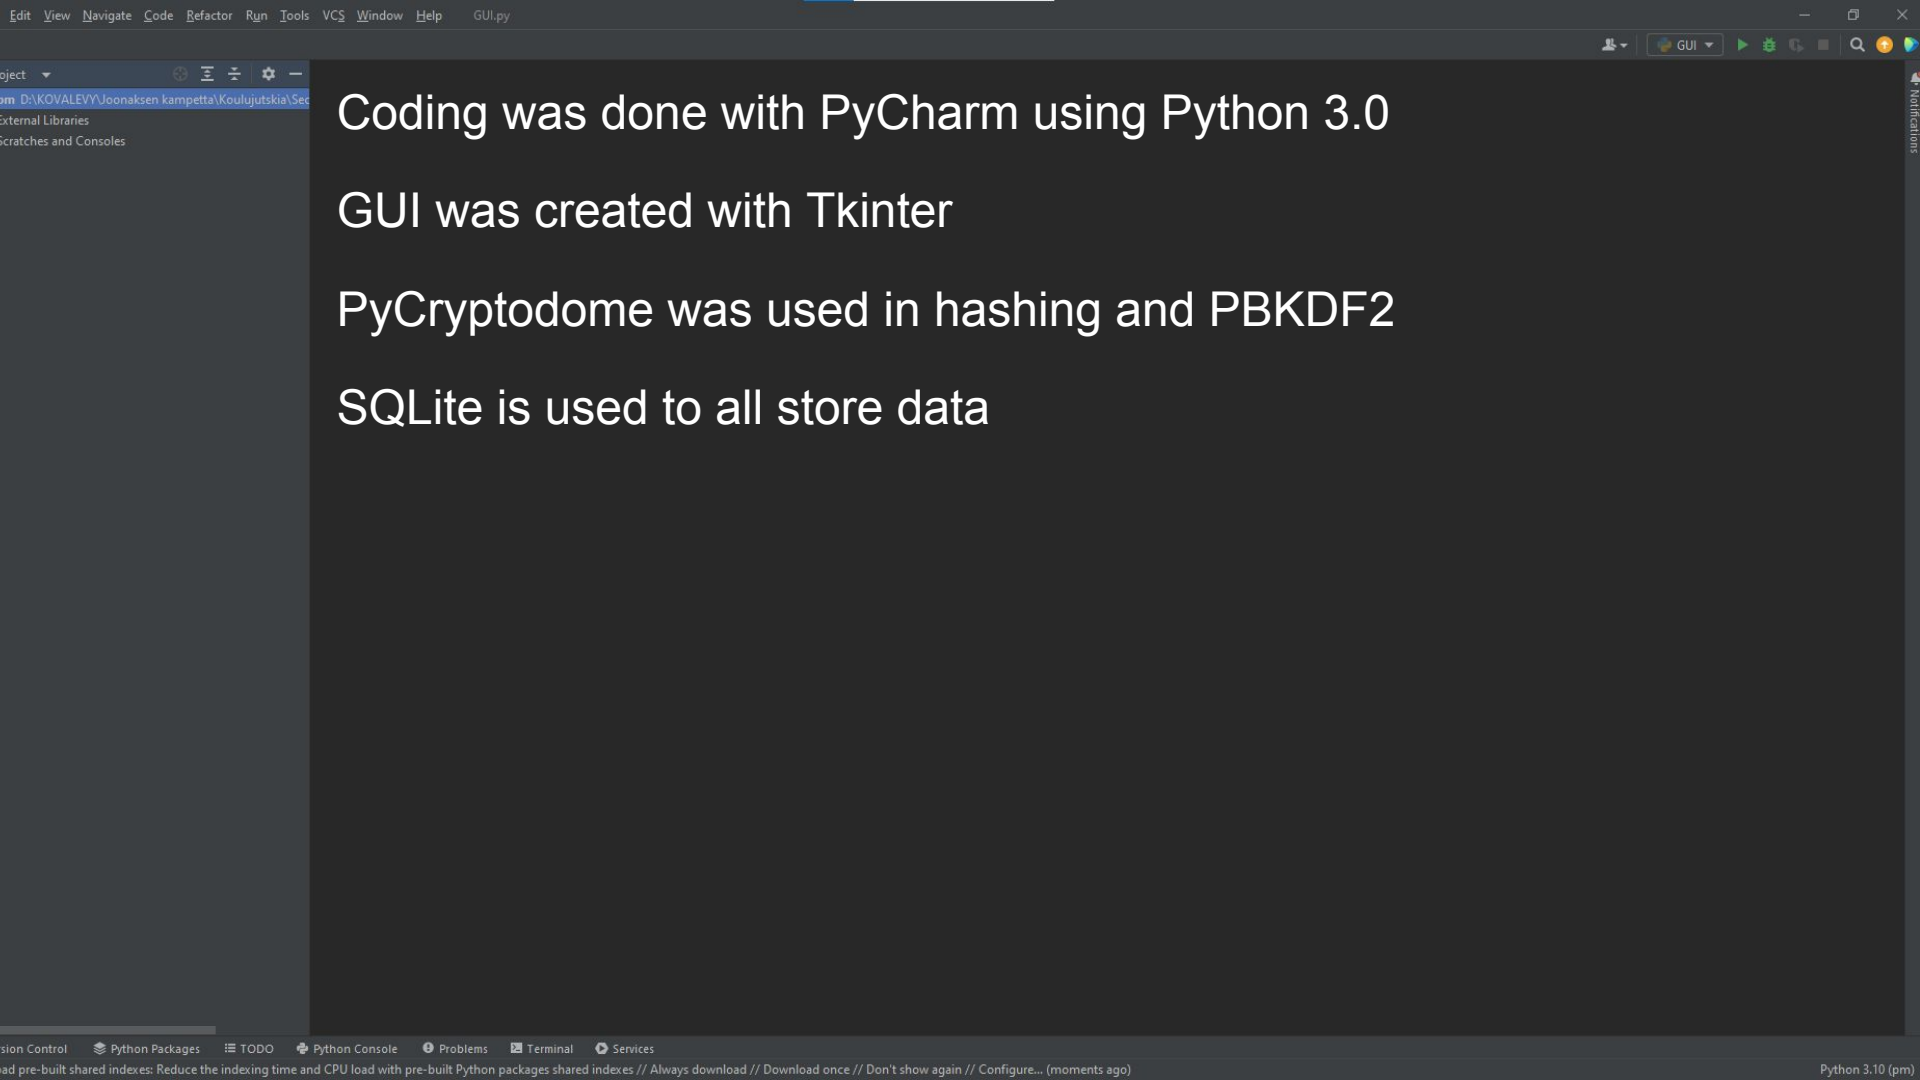 Edit View Navigate Code Refactor Run Tools VCS Window Help GUI.py
GUI
oject
pm D:\KOVALEVY\Joonaksen kampetta\Koulujutskia\Sec
External Libraries
Scratches and Consoles
Notifications
Coding was done with PyCharm using Python 3.0
GUI was created with Tkinter
PyCryptodome was used in hashing and PBKDF2
SQLite is used to all store data
sion Control Python Packages TODO Python Console Problems Terminal Services
ad pre-built shared indexes: Reduce the indexing time and CPU load with pre-built Python packages shared indexes // Always download // Download once // Don't show again // Configure... (moments ago) Python 3.10 (pm)